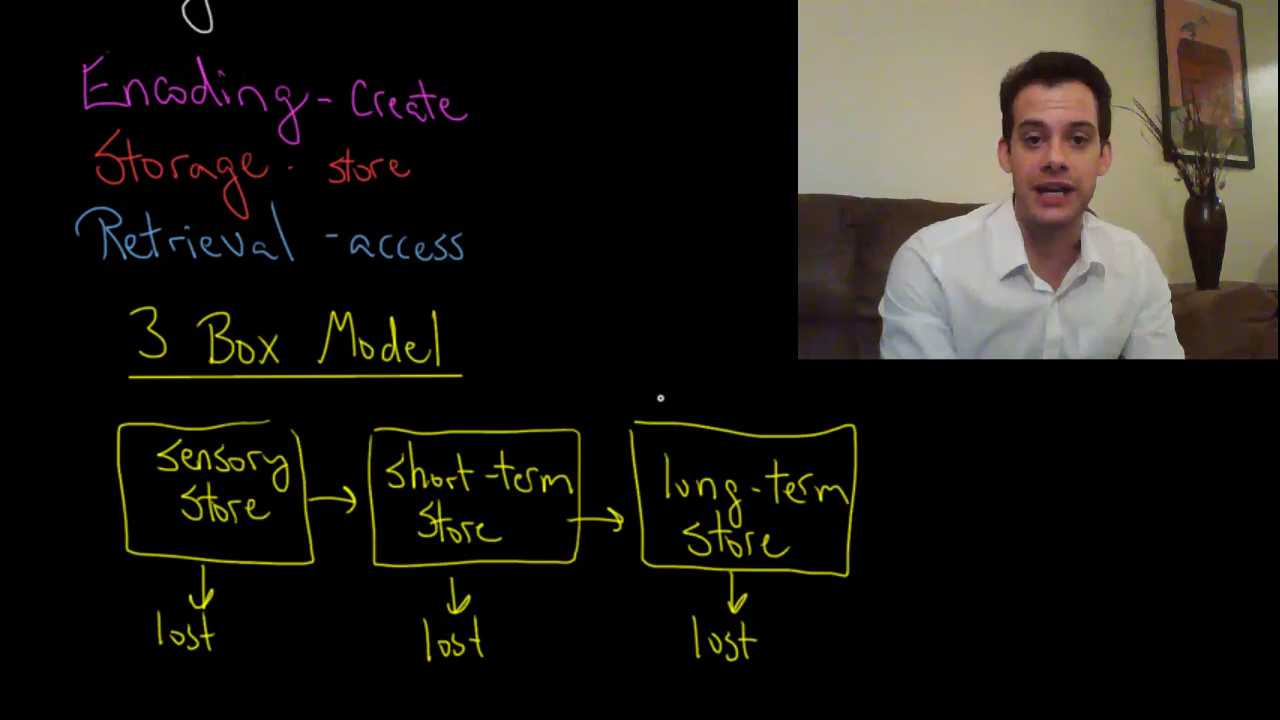 Encoding - create
Storage - store
Retrieval - access
3 Box Model
sensory
store
short-term
store
long-term
store
lost
lost
lost